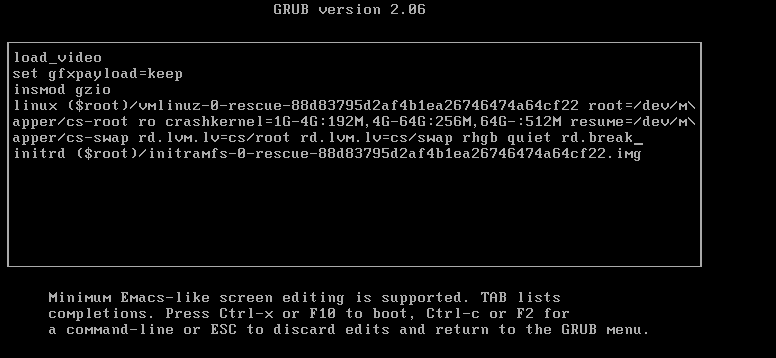 GRUB version 2.06
load_video
set gfxpayload=keep
insmod gzio
linux ($root)/vmlinuz-0-rescue-88d83795d2af4b1ea26746474a64cf22 root=/dev/m\
apper/cs-root ro crashkernel=1G-4G:192M,4G-64G:256M,64G-:512M resume=/dev/m\
apper/cs-swap rd.lvm.lv=cs/root rd.lvm.lv=cs/swap rhgb quiet rd.break_
initrd ($root)/initramfs-0-rescue-88d83795d2af4b1ea26746474a64cf22.img
Minimum Emacs-like screen editing is supported. TAB lists
completions. Press Ctrl-x or F10 to boot, Ctrl-c or F2 for
a command-line or ESC to discard edits and return to the GRUB menu.